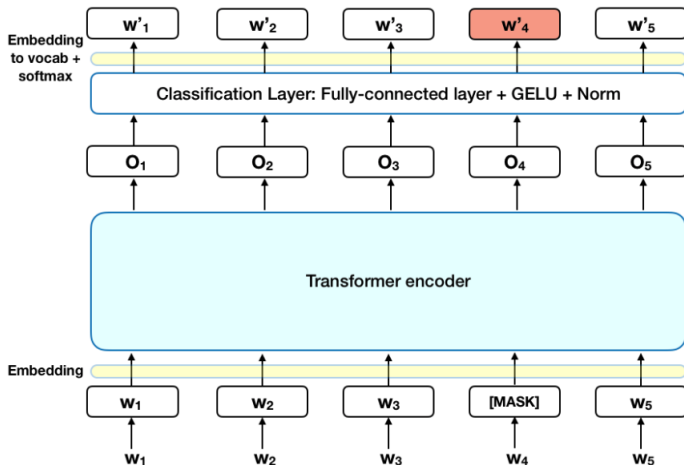 w’₁ w’₂ w’₃ w’₄ w’₅
Embedding
to vocab +
softmax
Classification Layer: Fully-connected layer + GELU + Norm
O₁ O₂ O₃ O₄ O₅
Transformer encoder
Embedding
w₁ w₂ w₃ [MASK] w₅
w₁ w₂ w₃ w₄ w₅